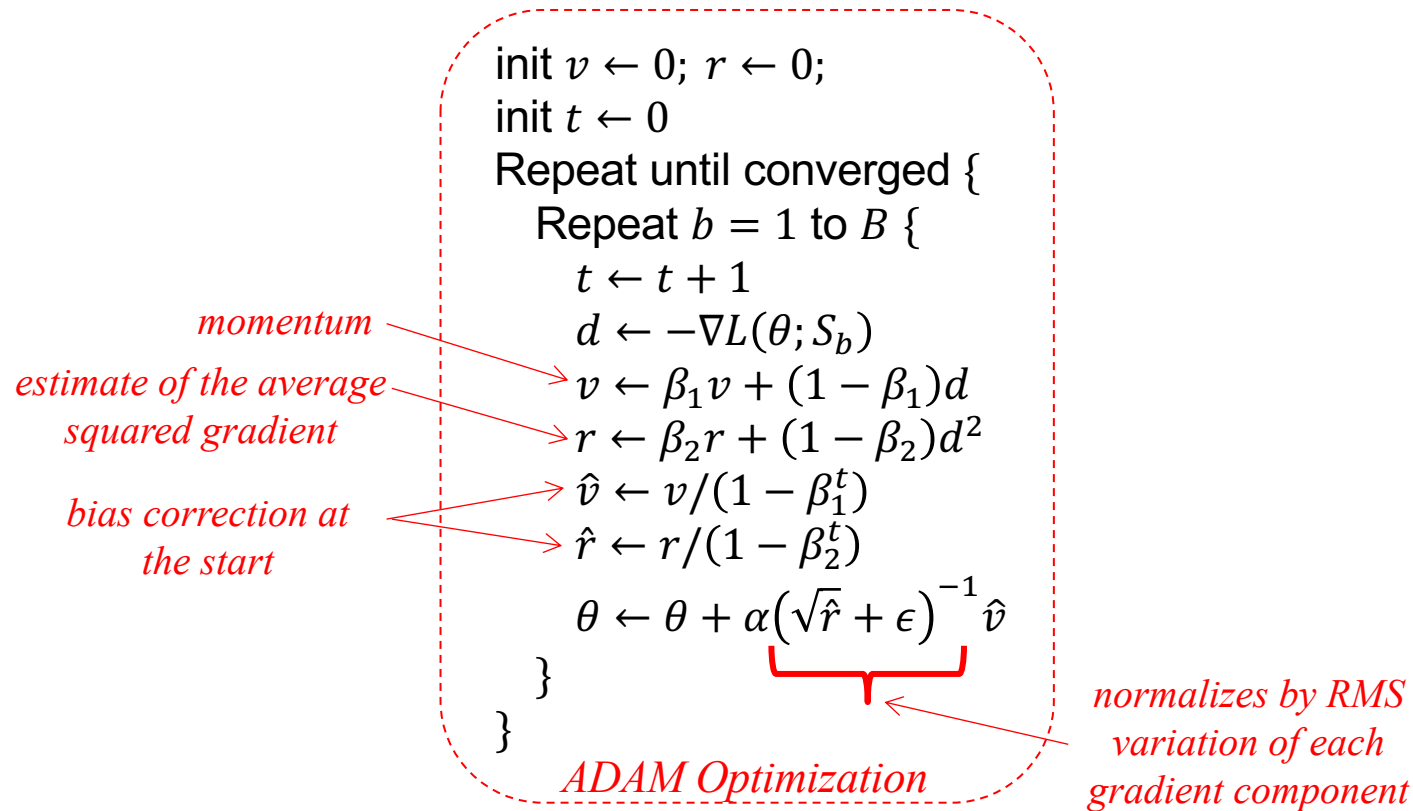 init v ← 0; r ← 0;
init t ← 0
Repeat until converged {
Repeat b = 1 to B {
t ← t + 1
d ← −∇L(θ; S_b)
v ← β₁v + (1 − β₁)d
r ← β₂r + (1 − β₂)d²
v̂ ← v/(1 − β₁ᵗ)
r̂ ← r/(1 − β₂ᵗ)
θ ← θ + α(√r̂ + ϵ)⁻¹ v̂
}
}
ADAM Optimization
momentum
estimate of the average
squared gradient
bias correction at
the start
normalizes by RMS
variation of each
gradient component